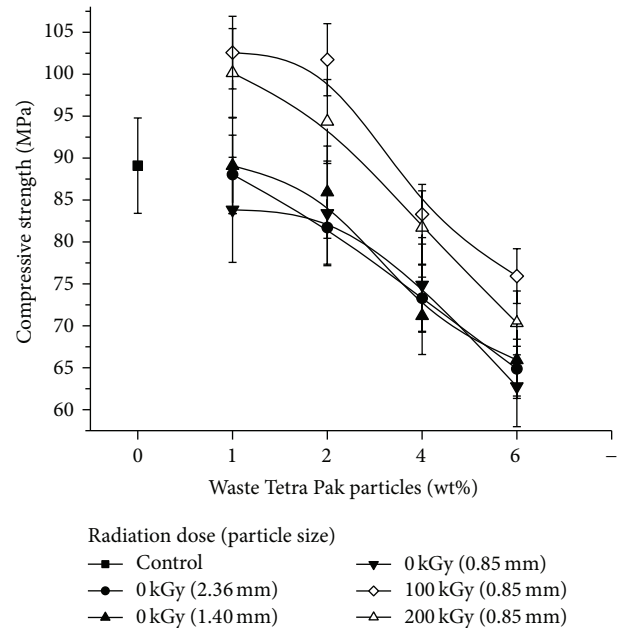 105
100
95
90
85
80
75
70
65
60
Compressive strength (MPa)
0 1 2 4 6 –
Waste Tetra Pak particles (wt%)
Radiation dose (particle size)
Control
0 kGy (2.36 mm)
0 kGy (1.40 mm)
0 kGy (0.85 mm)
100 kGy (0.85 mm)
200 kGy (0.85 mm)